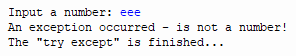 Input a number: eee
An exception occurred – is not a number!
The "try except" is finished...